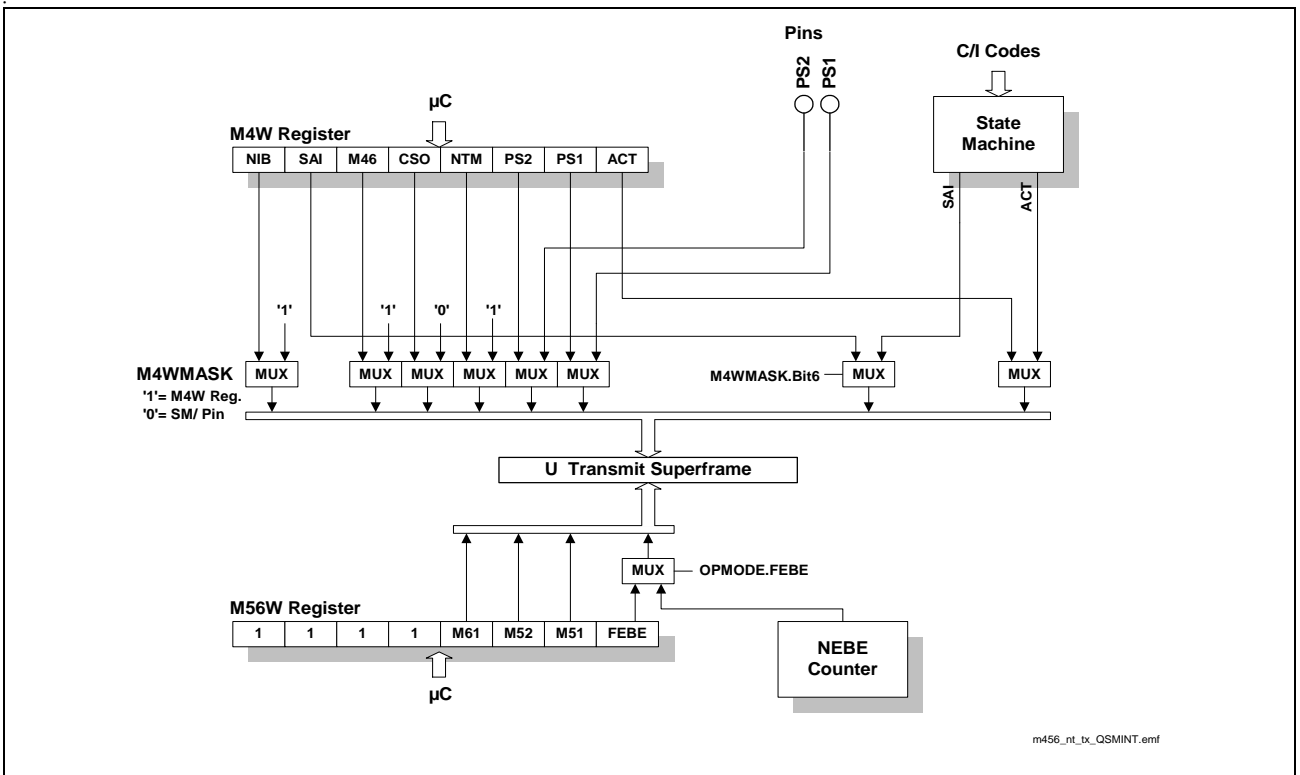 Pins
C/I Codes
PS2
PS1
µC
State
Machine
M4W Register
NIB SAI M46 CSO NTM PS2 PS1 ACT
SAI
ACT
'1' '1' '0' '1'
M4WMASK
MUX MUX MUX MUX MUX MUX
M4WMASK.Bit6
MUX MUX
'1'= M4W Reg.
'0'= SM/ Pin
U Transmit Superframe
MUX
OPMODE.FEBE
M56W Register
1 1 1 1 M61 M52 M51 FEBE
NEBE
Counter
µC
m456_nt_tx_QSMINT.emf